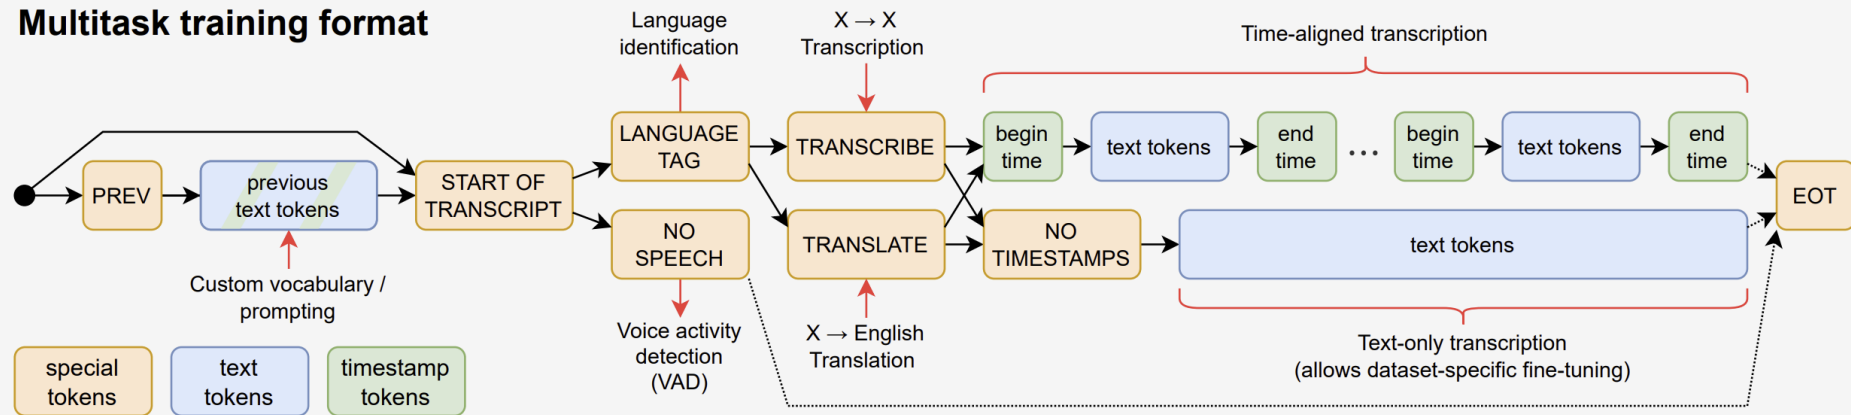 Multitask training format
Language
identification
X → X
Transcription
Time-aligned transcription
PREV
previous
text tokens
START OF
TRANSCRIPT
LANGUAGE
TAG
NO
SPEECH
TRANSCRIBE
TRANSLATE
begin
time
text tokens
end
time
...
begin
time
text tokens
end
time
NO
TIMESTAMPS
text tokens
EOT
Custom vocabulary /
prompting
Voice activity
detection
(VAD)
X → English
Translation
Text-only transcription
(allows dataset-specific fine-tuning)
special
tokens
text
tokens
timestamp
tokens